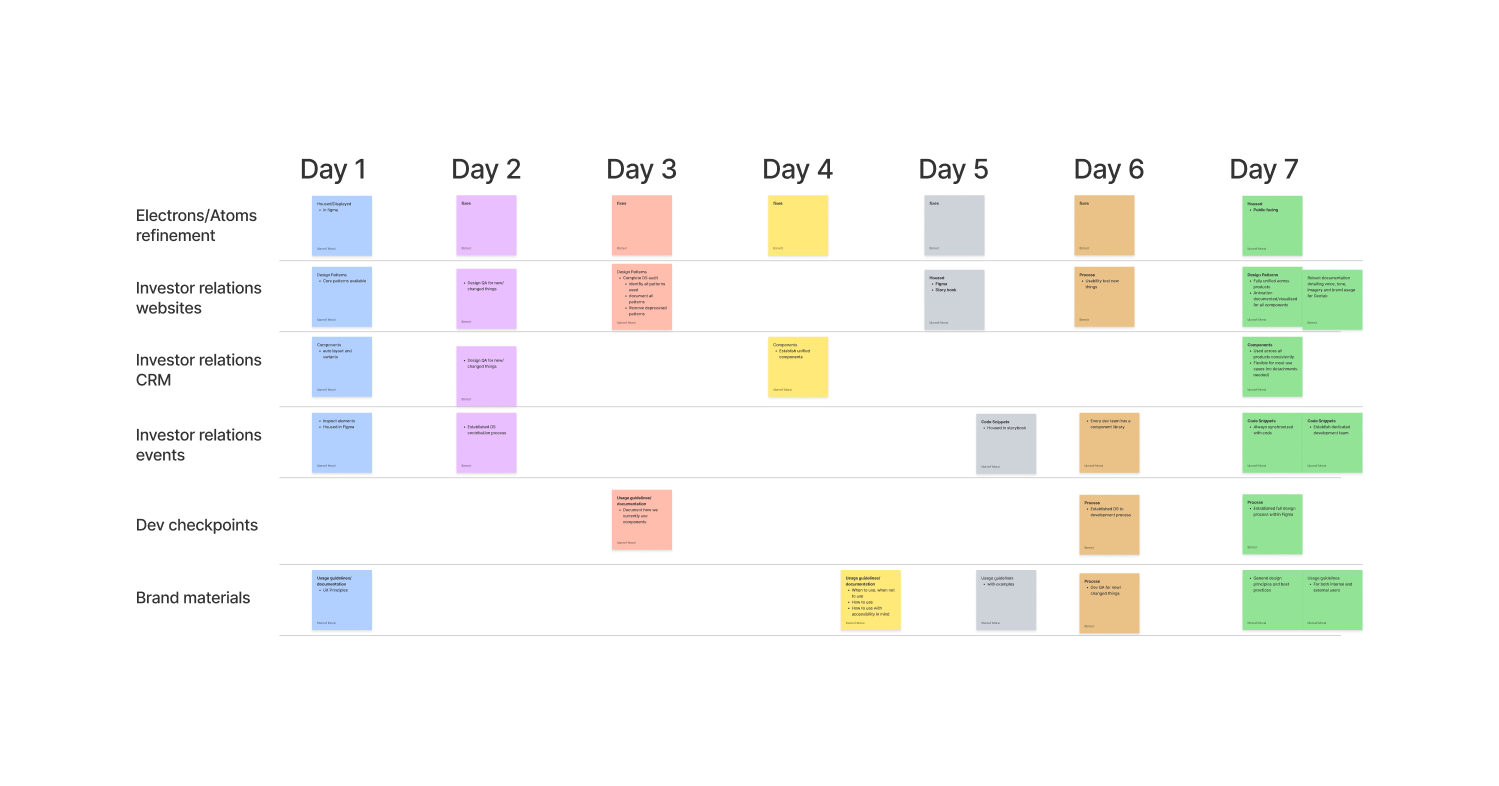 Day 1
Day 2
Day 3
Day 4
Day 5
Day 6
Day 7
Electrons/Atoms
refinement
Housed/Displayed
• in figma
fixes
fixes
fixes
fixes
fixes
Housed
• Public facing
Investor relations
websites
Design Patterns
• Core patterns available
• Design QA for new/
changed things
Design Patterns
• Complete DS audit
• Identify all patterns
used
• document all
patterns
• Remove deprecated
patterns
Housed
• Figma
• Story book
Process
• Usability test new
things
Design Patterns
• Fully unified across
products
• Animation
documented/visualized
for all components
Robust documentation
detailing voice, tone,
imagery and brand usage
for
Investor relations
CRM
Components
• auto layout and
variants
• Design QA for new/
changed things
Components
• Establish unified
components
Components
• Used across all
products consistently
• Flexible for most use
cases
needed
Investor relations
events
• Inspect elements
• Housed in Figma
• Established DS
contribution process
Code Snippets
• Housed in storybook
• Every dev team has a
component library
Code Snippets
• Always synchronized
with code
Code Snippets
• Establish dedicated
development team
Dev checkpoints
Usage guidelines/
documentation
• Document how we
currently use
components
Process
• Established DS to
development process
Process
• Established full design
process within Figma
Brand materials
Usage guidelines/
documentation
• UX Principles
Usage guidelines/
documentation
• When to use, when not
to use
• How to use
• How to use with
accessibility in mind
Usage guidelines
• with examples
Process
• Dev QA for new/
changed things
• General design
principles and best
practices
Usage guidelines
• For both internal and
external users